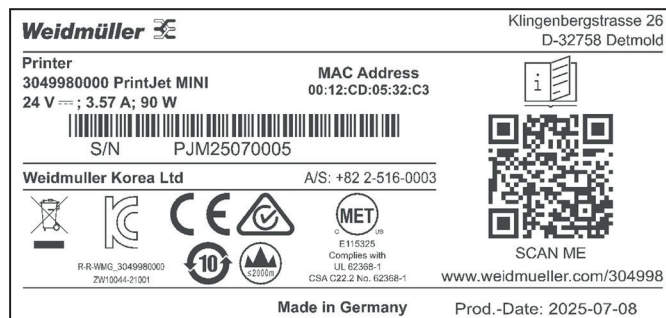 Weidmüller
Klingenbergstrasse 26
D-32758 Detmold
Printer
3049980000 PrintJet MINI
24 V ⎓; 3.57 A; 90 W
MAC Address
00:12:CD:05:32:C3
i
S/N PJM25070005
Weidmuller Korea Ltd A/S: +82 2-516-0003
R-R-WMG_3049980000
ZW10044-21001
CE
10
≤2000m
MET
C US
E115325
Complies with
UL 62368-1
CSA C22.2 No. 62368-1
SCAN ME
www.weidmueller.com/304998
Made in Germany Prod.-Date: 2025-07-08